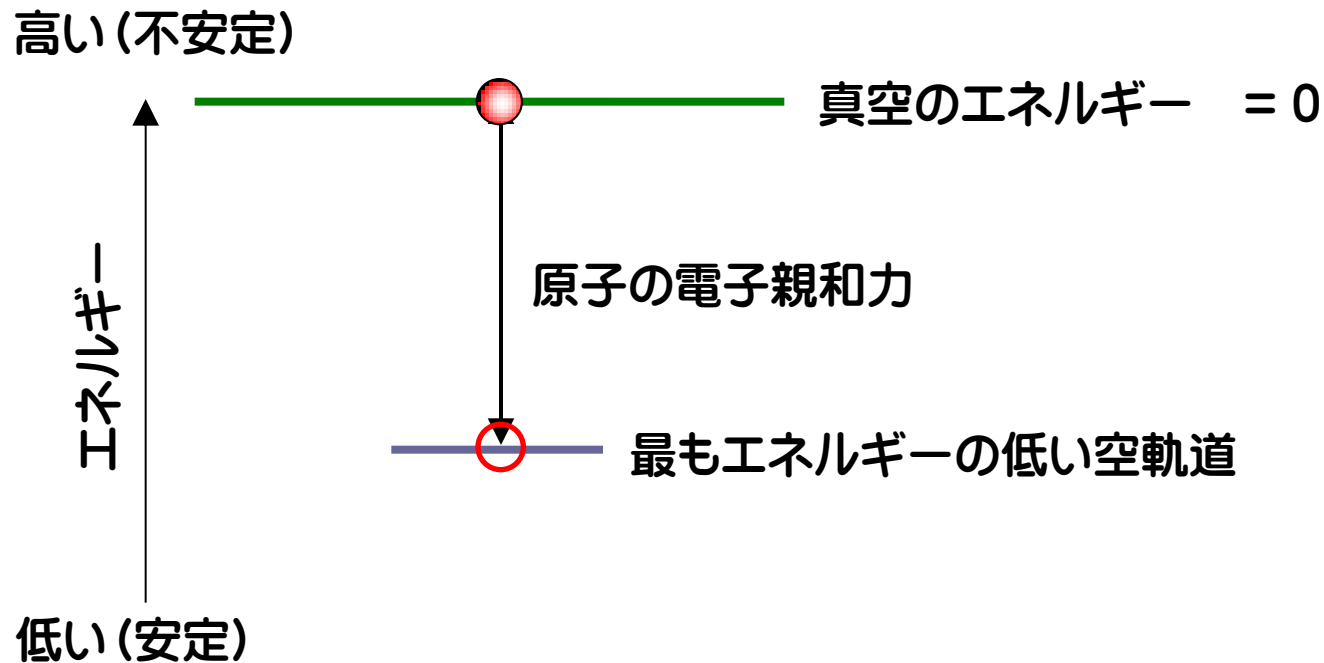 高い(不安定)
真空のエネルギー　= 0
エネルギー
原子の電子親和力
最もエネルギーの低い空軌道
低い(安定)